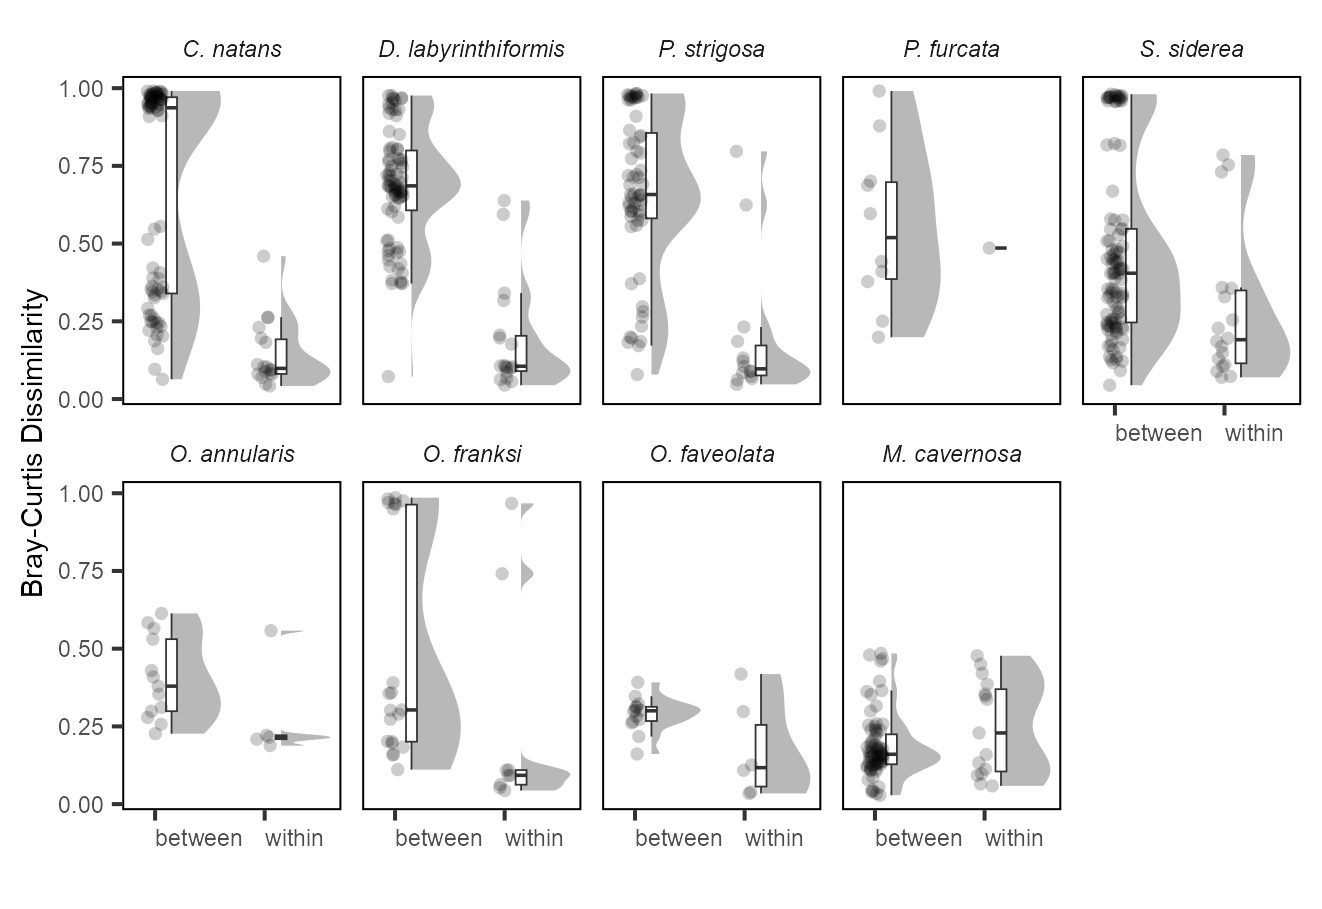 C. natans
D. labyrinthiformis
P. strigosa
P. furcata
S. siderea
1.00
0.75
0.50
0.25
0.00
between within
O. annularis
O. franksi
O. faveolata
M. cavernosa
1.00
0.75
0.50
0.25
0.00
between within
between within
between within
between within
Bray-Curtis Dissimilarity